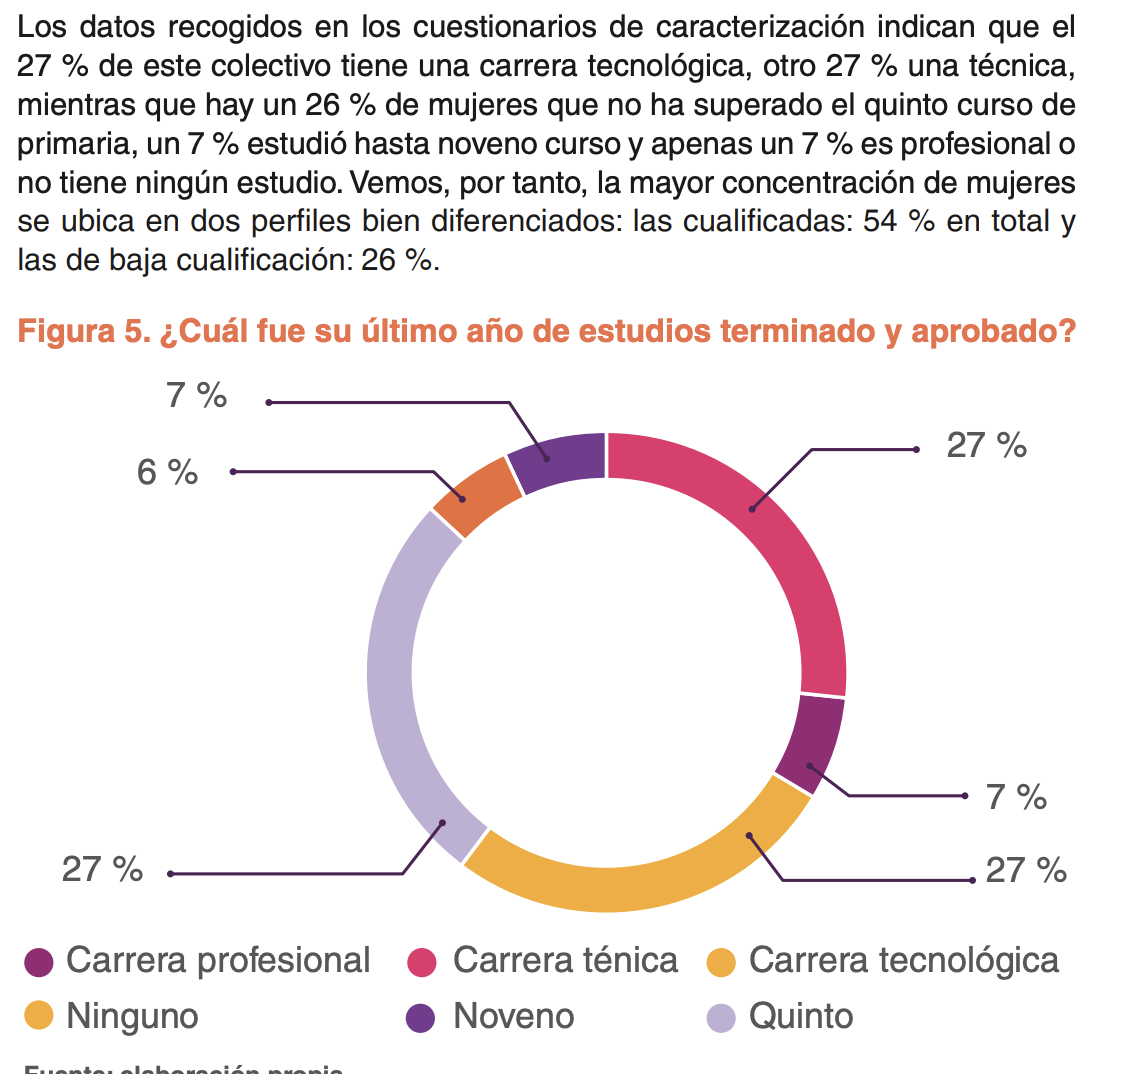 Los datos recogidos en los cuestionarios de caracterización indican que el
27 % de este colectivo tiene una carrera tecnológica, otro 27 % una técnica,
mientras que hay un 26 % de mujeres que no ha superado el quinto curso de
primaria, un 7 % estudió hasta noveno curso y apenas un 7 % es profesional o
no tiene ningún estudio. Vemos, por tanto, la mayor concentración de mujeres
se ubica en dos perfiles bien diferenciados: las cualificadas: 54 % en total y
las de baja cualificación: 26 %.
Figura 5. ¿Cuál fue su último año de estudios terminado y aprobado?
7 %
27 %
6 %
7 %
27 %
27 %
Carrera profesional
Carrera ténica
Carrera tecnológica
Ninguno
Noveno
Quinto
Fuente: elaboración propia